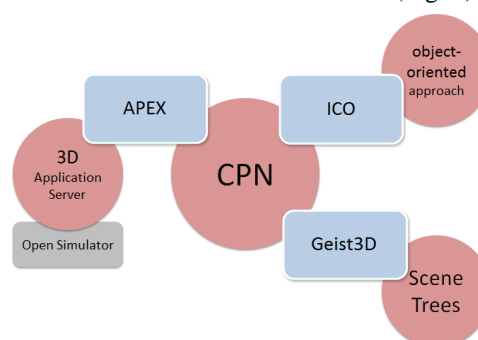 object-
oriented
approach
APEX
ICO
3D
Application
Server
CPN
Open Simulator
Geist3D
Scene
Trees